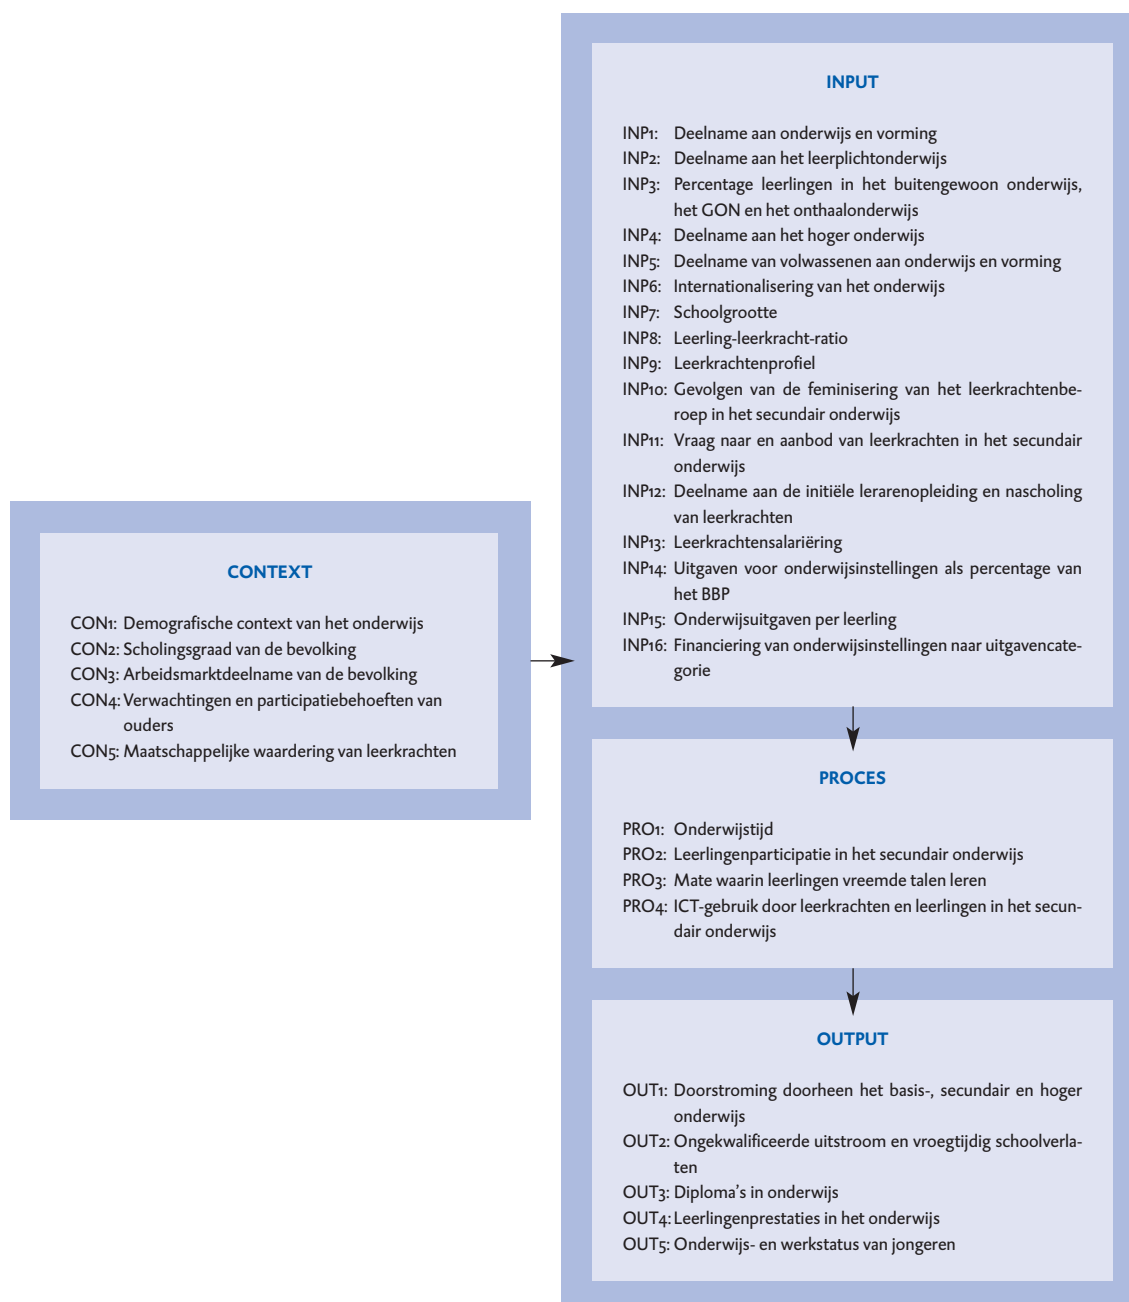 CONTEXT
CON1: Demografische context van het onderwijs
CON2: Scholingsgraad van de bevolking
CON3: Arbeidsmarktdeelname van de bevolking
CON4: Verwachtingen en participatiebehoeften van
ouders
CON5: Maatschappelijke waardering van leerkrachten
INPUT
INP1: Deelname aan onderwijs en vorming
INP2: Deelname aan het leerplichtonderwijs
INP3: Percentage leerlingen in het buitengewoon onderwijs,
het GON en het onthaalonderwijs
INP4: Deelname aan het hoger onderwijs
INP5: Deelname van volwassenen aan onderwijs en vorming
INP6: Internationalisering van het onderwijs
INP7: Schoolgrootte
INP8: Leerling-leerkracht-ratio
INP9: Leerkrachtenprofiel
INP10: Gevolgen van de feminisering van het leerkrachtenbe-
roep in het secundair onderwijs
INP11: Vraag naar en aanbod van leerkrachten in het secundair
onderwijs
INP12: Deelname aan de initiële lerarenopleiding en nascholing
van leerkrachten
INP13: Leerkrachtensalariëring
INP14: Uitgaven voor onderwijsinstellingen als percentage van
het BBP
INP15: Onderwijsuitgaven per leerling
INP16: Financiering van onderwijsinstellingen naar uitgavencate-
gorie
PROCES
PRO1: Onderwijstijd
PRO2: Leerlingenparticipatie in het secundair onderwijs
PRO3: Mate waarin leerlingen vreemde talen leren
PRO4: ICT-gebruik door leerkrachten en leerlingen in het secun-
dair onderwijs
OUTPUT
OUT1: Doorstroming doorheen het basis-, secundair en hoger
onderwijs
OUT2: Ongekwalificeerde uitstroom en vroegtijdig schoolverla-
ten
OUT3: Diploma's in onderwijs
OUT4: Leerlingenprestaties in het onderwijs
OUT5: Onderwijs- en werkstatus van jongeren